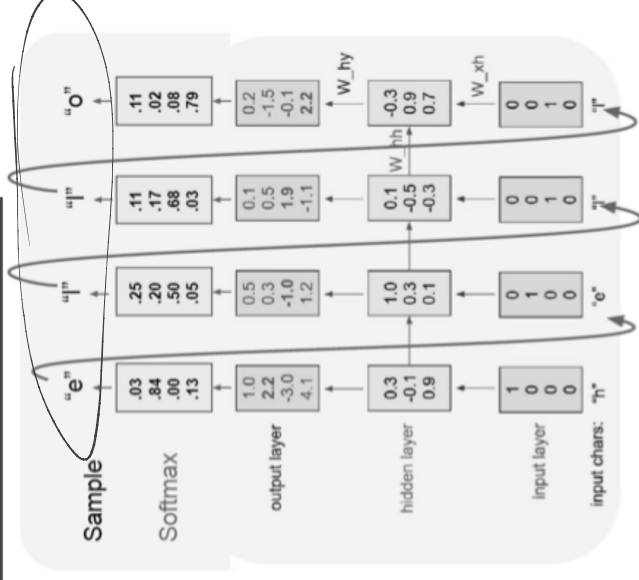 Sample "e" "l" "l" "o"
Softmax
.03 .25 .11 .11
.84 .20 .17 .02
.00 .50 .68 .08
.13 .05 .03 .79
output layer
1.0 0.5 0.1 0.2
2.2 0.3 0.5 -1.5
-3.0 -1.0 1.9 -0.1
4.1 1.2 -1.1 2.2
W_hy
hidden layer
0.3 1.0 0.1 -0.3
-0.1 0.3 -0.5 0.9
0.9 0.1 -0.3 0.7
W_hh
W_xh
input layer
1 0 0 0
0 1 0 0
0 0 1 1
0 0 0 0
input chars: "h" "e" "l" "l"